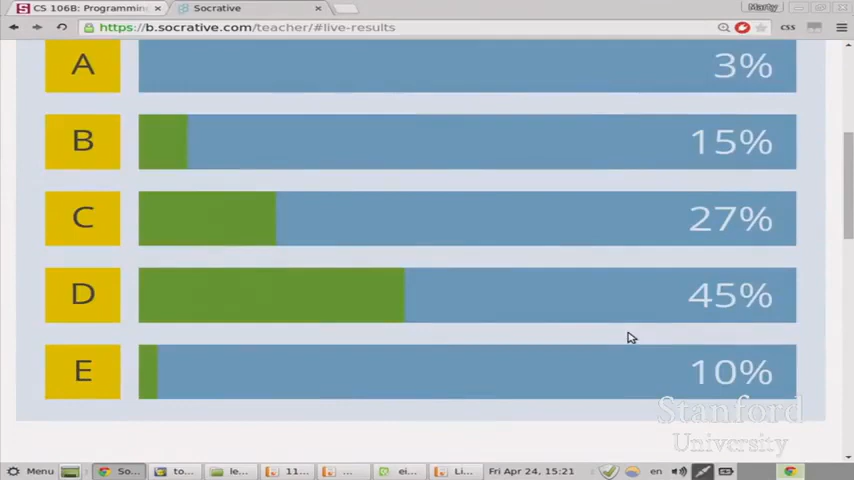 CS 106B: Programmin
Socrative
Marty
https://b.socrative.com/teacher/#live-results
CSS
A 3%
B 15%
C 27%
D 45%
E 10%
Stanford
University
Menu So... to... le... 11... ... ei... Li... Fri Apr 24, 15:21 en